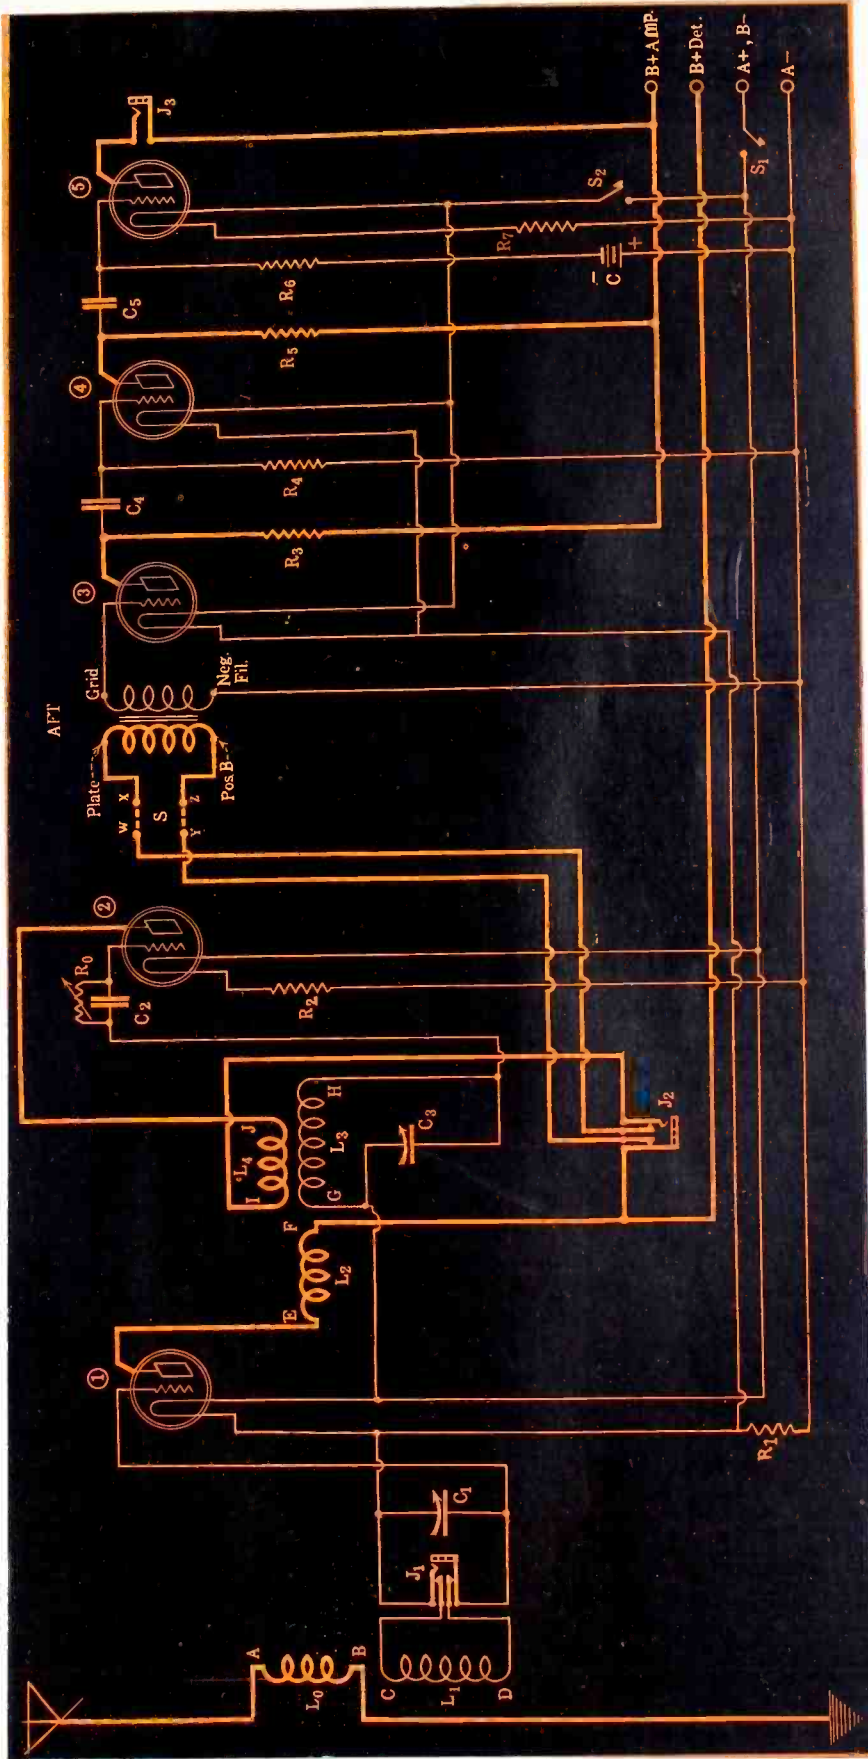 A
B
L₀
C
L₁
D
J₁
C₁
①
E
L₂
F
G
L₃
H
I
L₄
J
C₃
J₂
R₁
R₀
C₂
②
R₂
W
X
S
Y
Z
Plate
Pos B
AFT
Grid
Neg.
Fil.
③
R₃
C₄
R₄
④
R₅
C₅
R₆
⑤
R₇
−
C
+
S₂
J₃
S₁
B+AMP.
B+Det.
A+, B-
A-